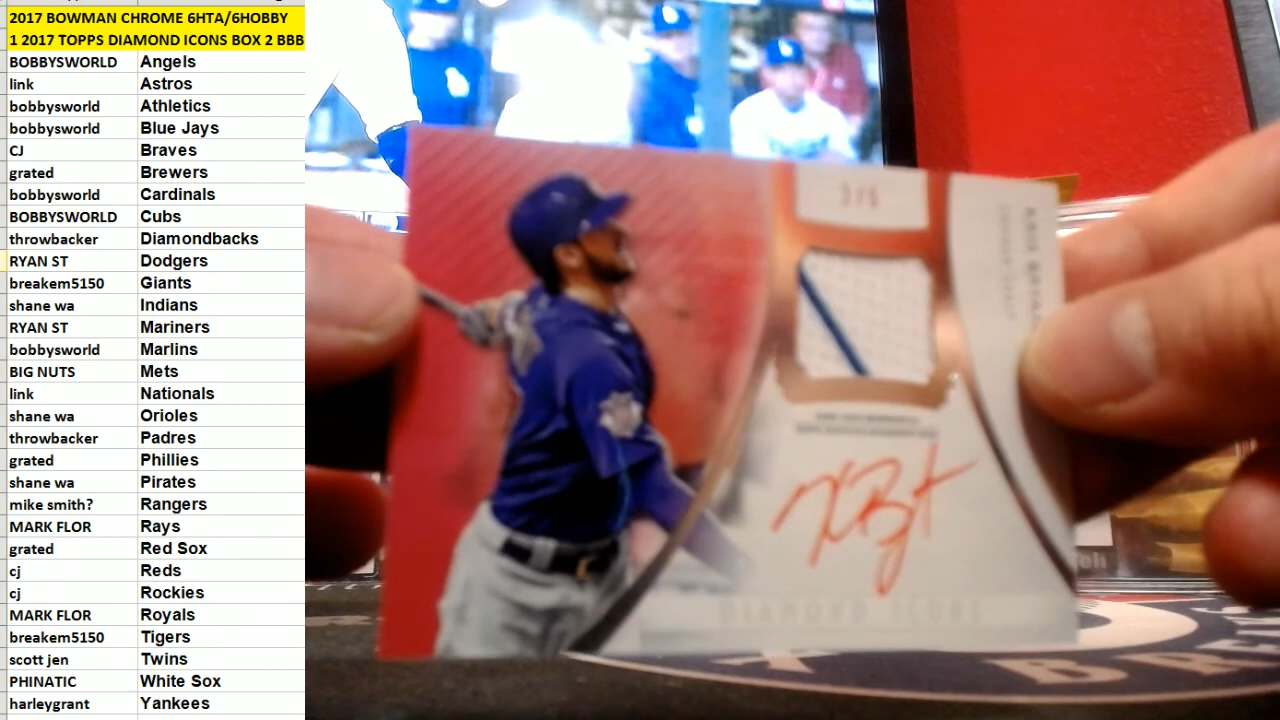 2017 BOWMAN CHROME 6HTA/6HOBBY
1 2017 TOPPS DIAMOND ICONS BOX 2 BBB
BOBBYSWORLD Angels
link Astros
bobbysworld Athletics
bobbysworld Blue Jays
CJ Braves
grated Brewers
bobbysworld Cardinals
BOBBYSWORLD Cubs
throwbacker Diamondbacks
RYAN ST Dodgers
breakem5150 Giants
shane wa Indians
RYAN ST Mariners
bobbysworld Marlins
BIG NUTS Mets
link Nationals
shane wa Orioles
throwbacker Padres
grated Phillies
shane wa Pirates
mike smith? Rangers
MARK FLOR Rays
grated Red Sox
cj Reds
cj Rockies
MARK FLOR Royals
breakem5150 Tigers
scott jen Twins
PHINATIC White Sox
harleygrant Yankees
DIAMOND ICONS